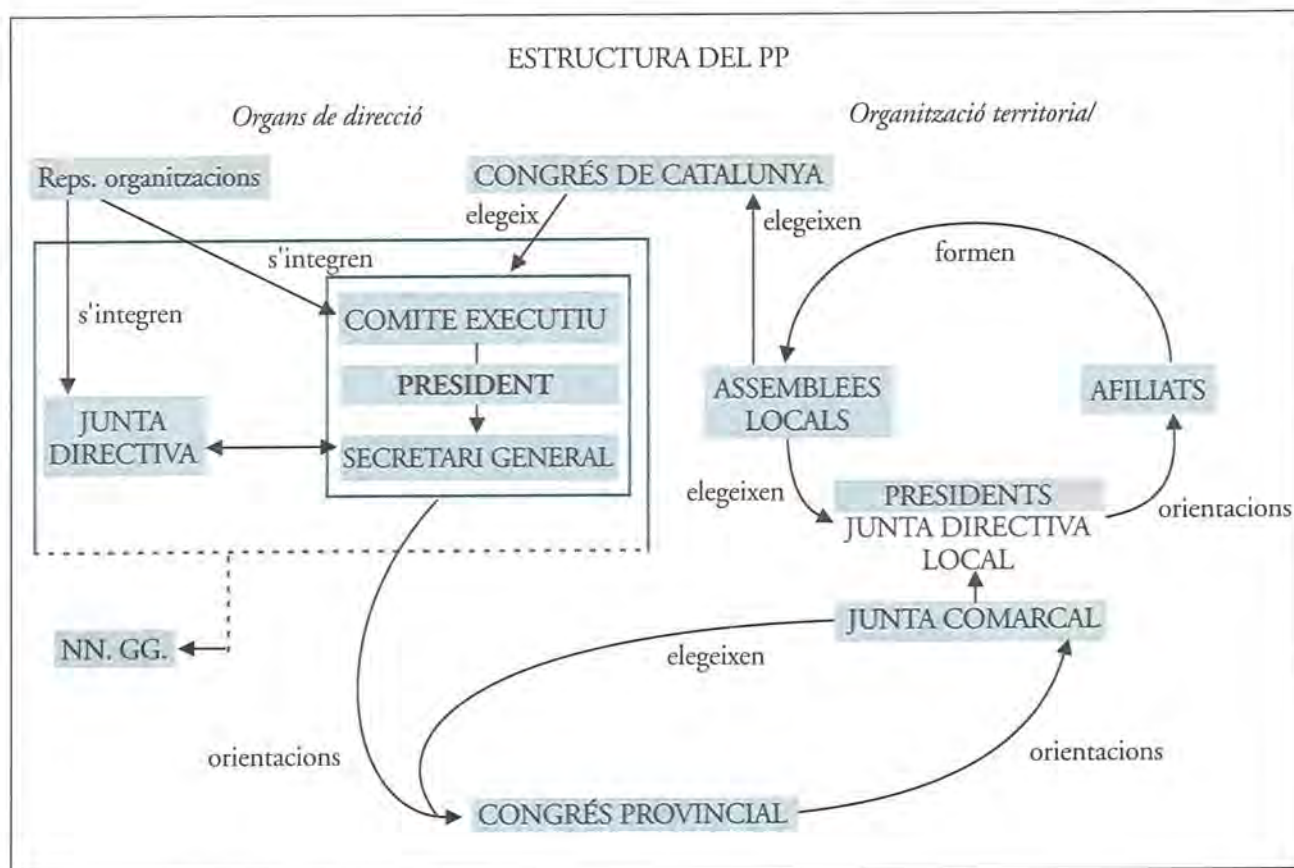 ESTRUCTURA DEL PP
Organs de direcció
Organització territorial
Reps. organitzacions
CONGRÉS DE CATALUNYA
elegeix
elegeixen
formen
s'integren
s'integren
COMITE EXECUTIU
PRESIDENT
SECRETARI GENERAL
JUNTA
DIRECTIVA
ASSEMBLEES
LOCALS
AFILIATS
elegeixen
PRESIDENTS
JUNTA DIRECTIVA
LOCAL
orientacions
JUNTA COMARCAL
NN. GG.
elegeixen
orientacions
orientacions
CONGRÉS PROVINCIAL